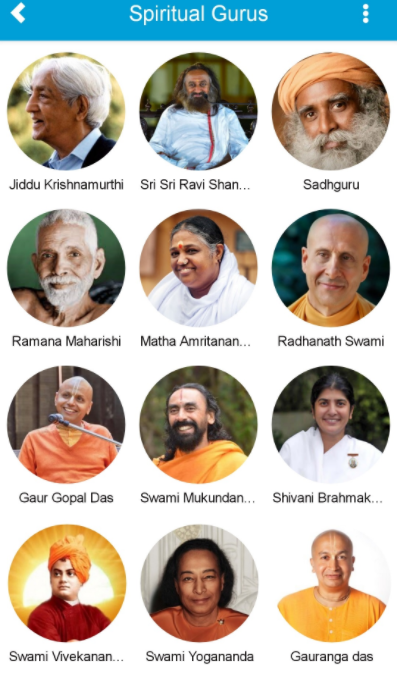 Spiritual Gurus
Jiddu Krishnamurthi
Sri Sri Ravi Shan...
Sadhguru
Ramana Maharishi
Matha Amritanan...
Radhanath Swami
Gaur Gopal Das
Swami Mukundan...
Shivani Brahmak...
Swami Vivekanan...
Swami Yogananda
Gauranga das